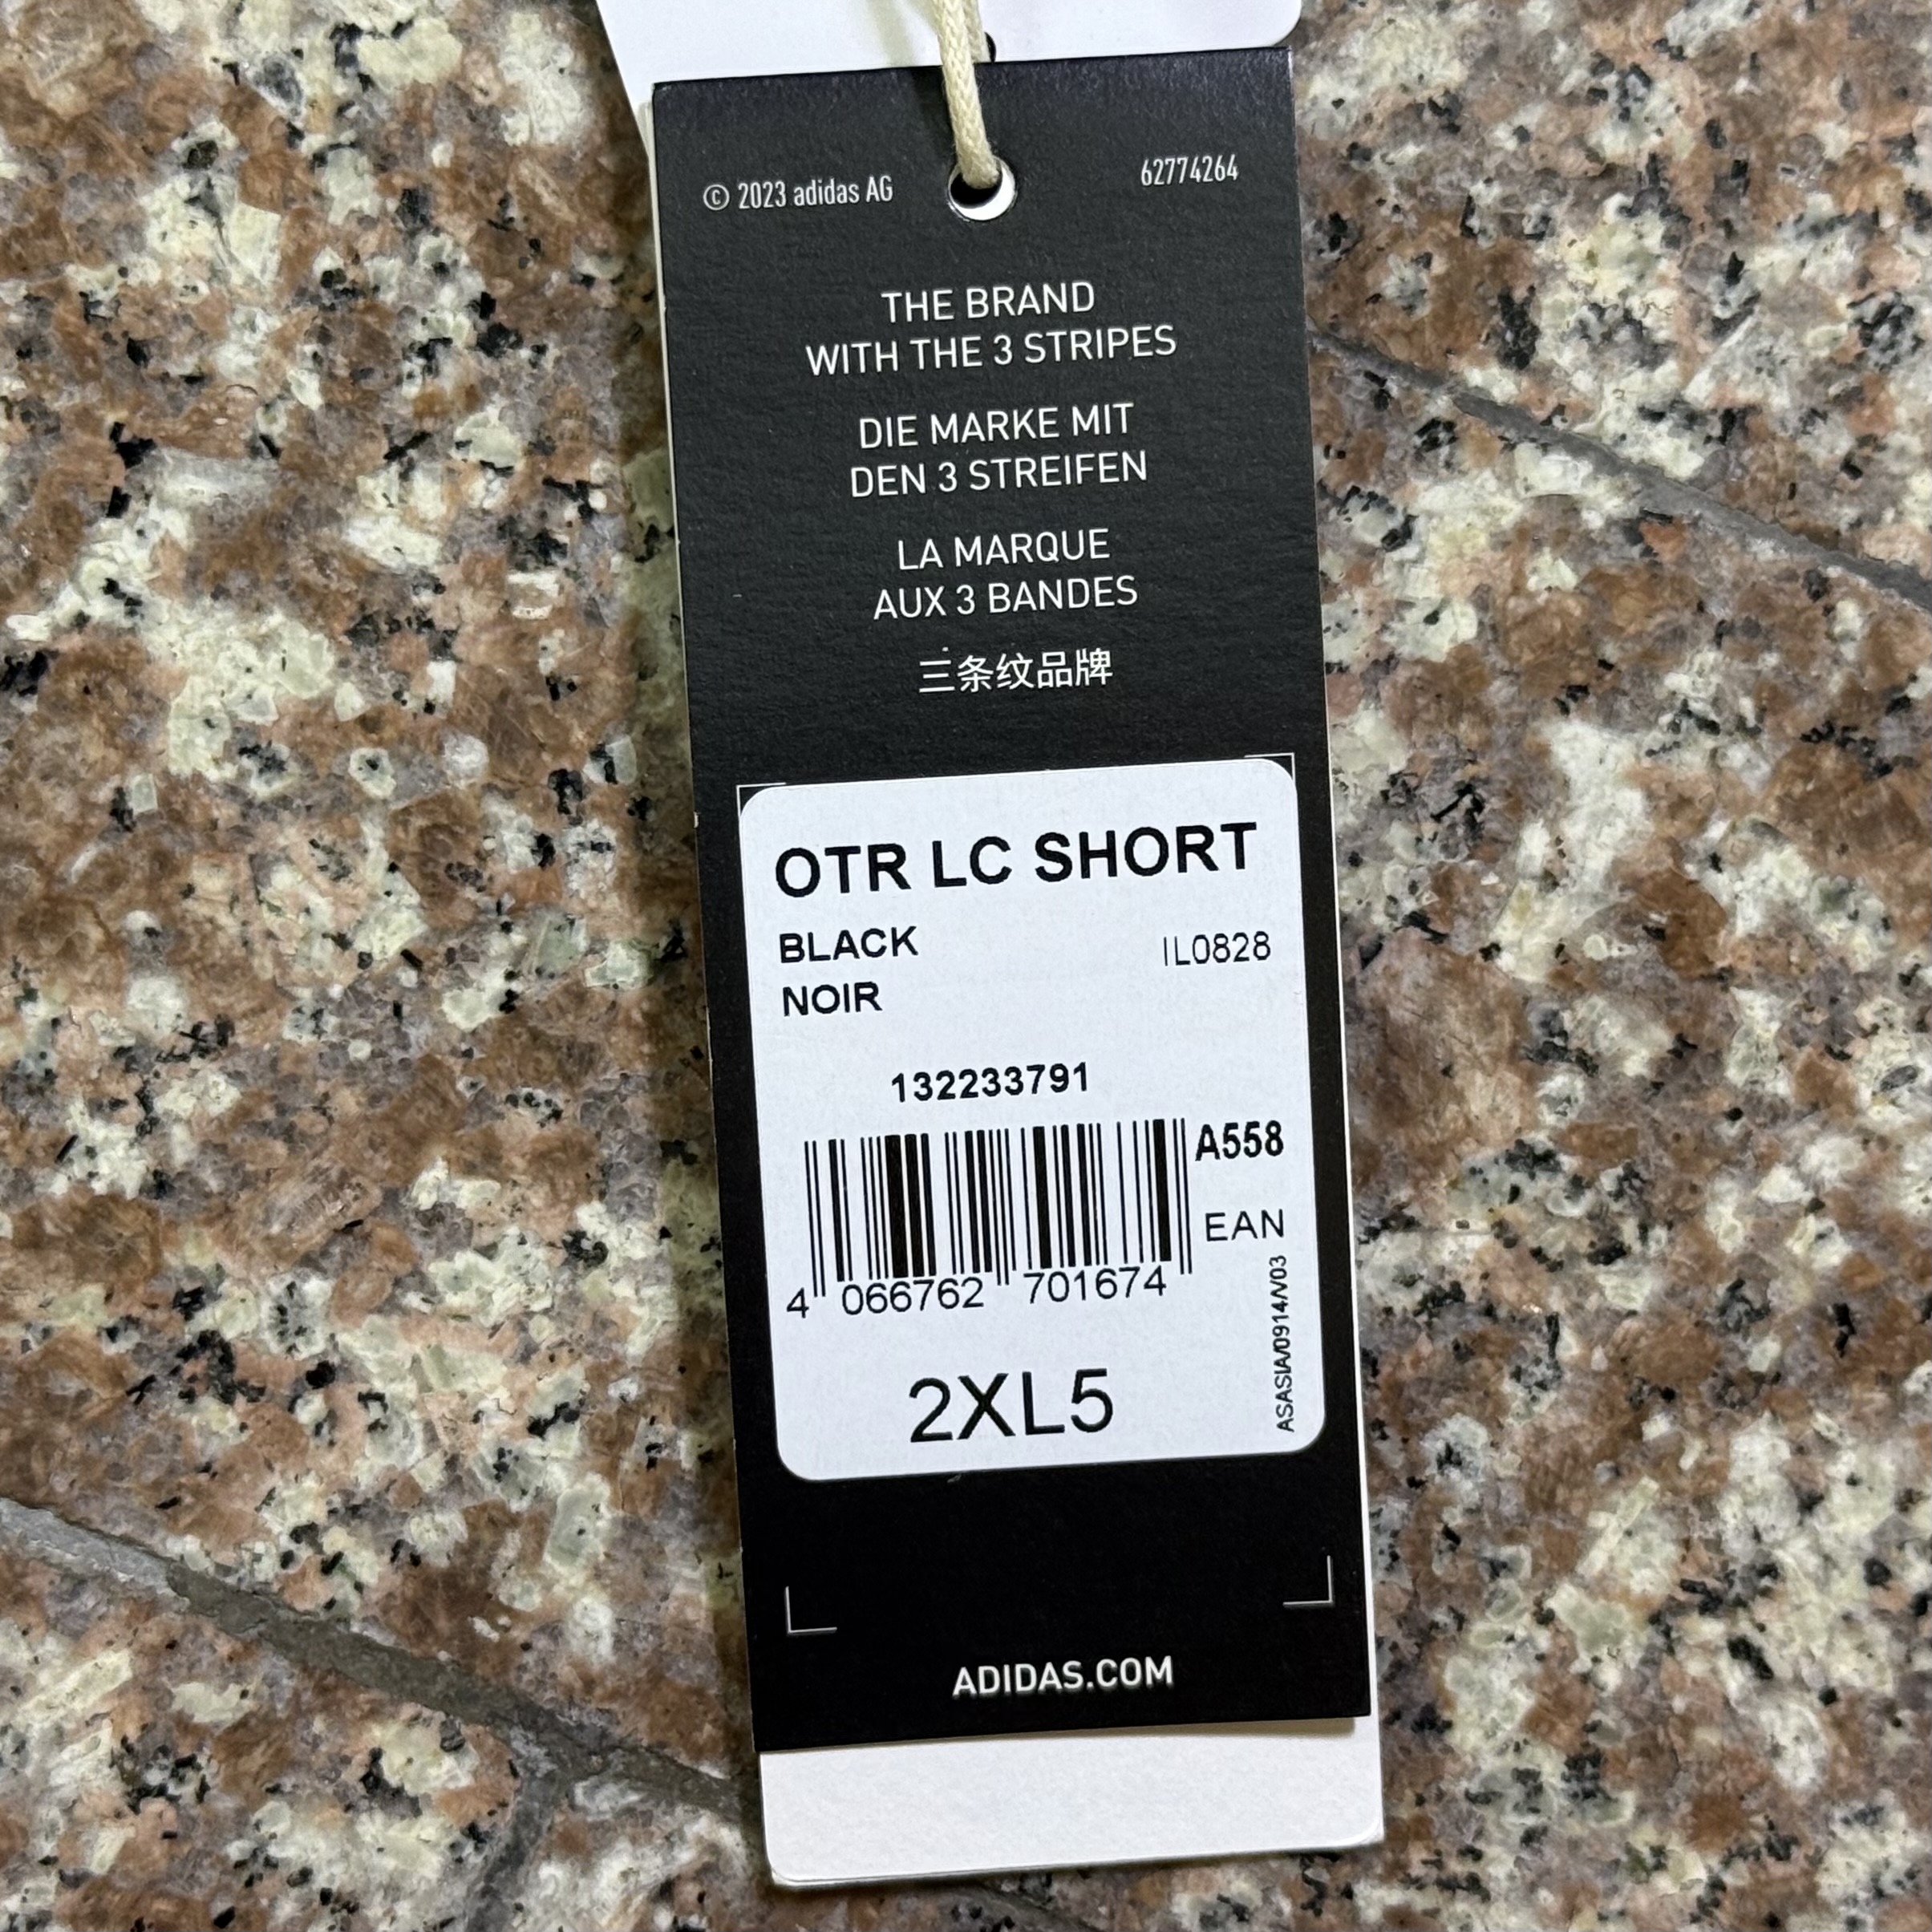 © 2023 adidas AG
62774264
THE BRAND
WITH THE 3 STRIPES
DIE MARKE MIT
DEN 3 STREIFEN
LA MARQUE
AUX 3 BANDES
三条纹品牌
OTR LC SHORT
BLACK
IL0828
NOIR
132233791
A558
EAN
4 066762 701674
ASASIA/0914/V03
2XL5
ADIDAS.COM